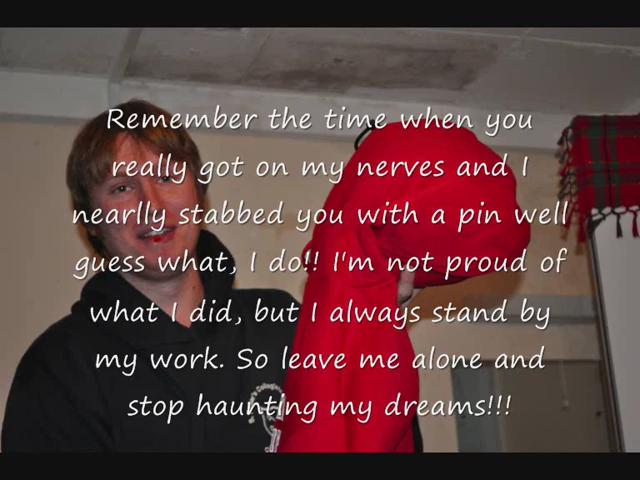 Remember the time when you
really got on my nerves and I
nearlly stabbed you with a pin well
guess what, I do!! I'm not proud of
what I did, but I always stand by
my work. So leave me alone and
stop haunting my dreams!!!